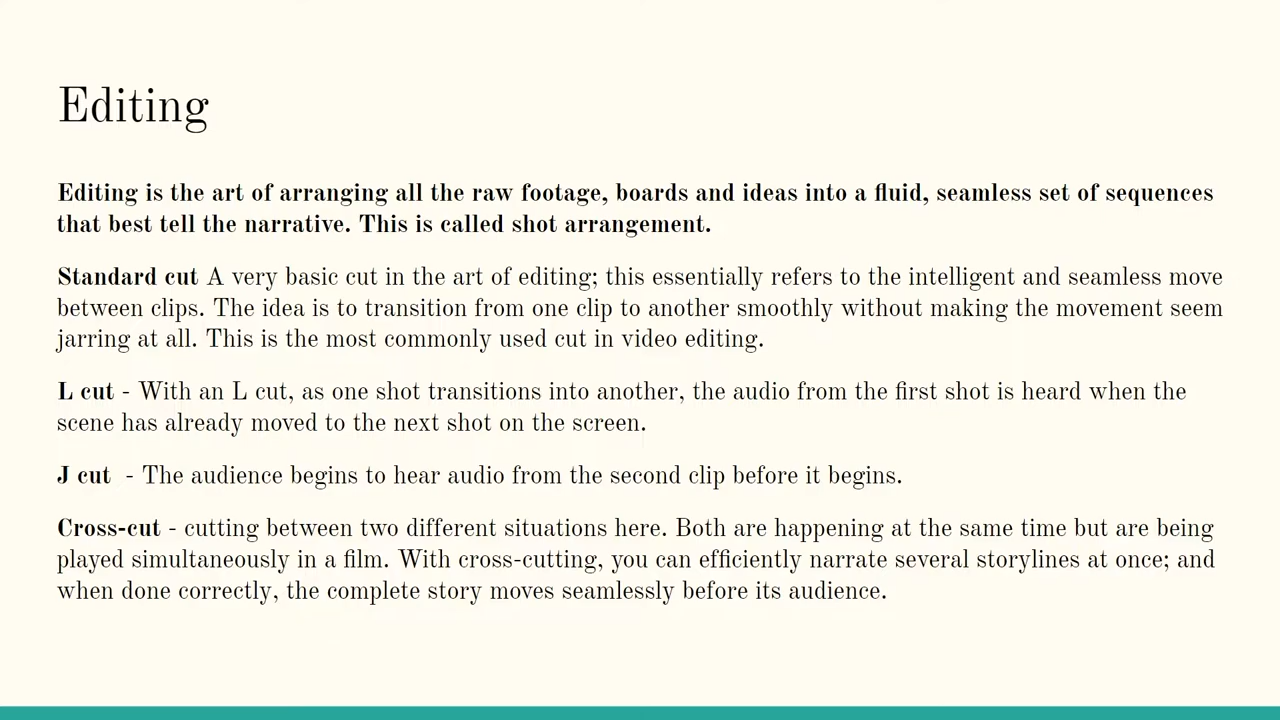 Editing
Editing is the art of arranging all the raw footage, boards and ideas into a fluid, seamless set of sequences
that best tell the narrative. This is called shot arrangement.
Standard cut A very basic cut in the art of editing; this essentially refers to the intelligent and seamless move
between clips. The idea is to transition from one clip to another smoothly without making the movement seem
jarring at all. This is the most commonly used cut in video editing.
L cut - With an L cut, as one shot transitions into another, the audio from the first shot is heard when the
scene has already moved to the next shot on the screen.
J cut - The audience begins to hear audio from the second clip before it begins.
Cross-cut - cutting between two different situations here. Both are happening at the same time but are being
played simultaneously in a film. With cross-cutting, you can efficiently narrate several storylines at once; and
when done correctly, the complete story moves seamlessly before its audience.